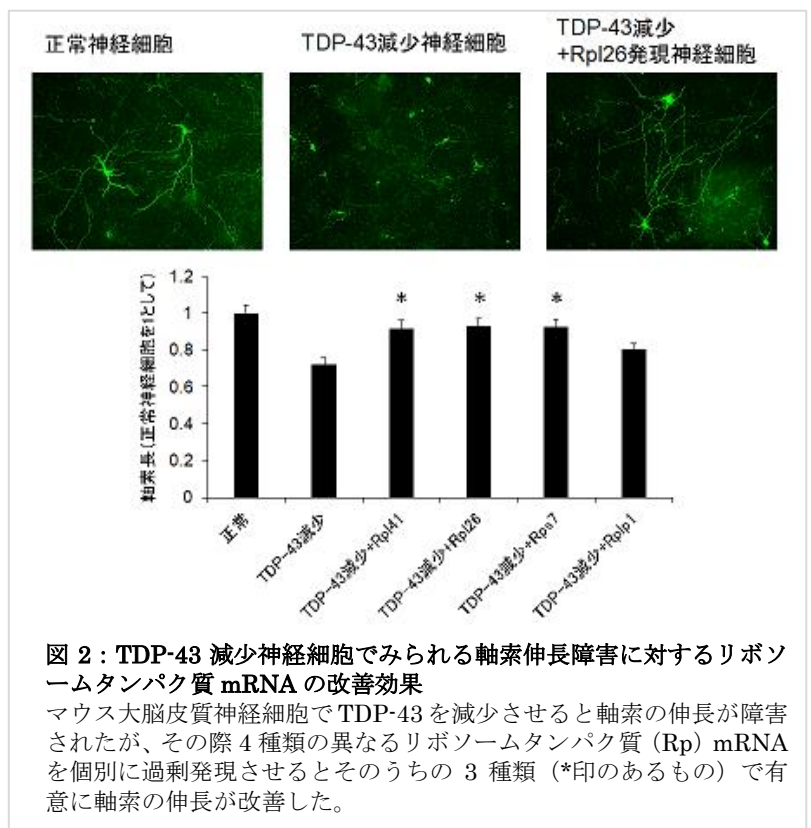 正常神経細胞
TDP-43減少神経細胞
TDP-43減少
+Rpl26発現神経細胞
軸索長(正常神経細胞を1として)
1.2
1
0.8
0.6
0.4
0.2
0
* * *
正常
TDP-43減少
TDP-43減少+Rpl41
TDP-43減少+Rpl26
TDP-43減少+Rps7
TDP-43減少+Rplp1
図 2：TDP-43 減少神経細胞でみられる軸索伸長障害に対するリボソ
ームタンパク質 mRNA の改善効果
マウス大脳皮質神経細胞で TDP-43 を減少させると軸索の伸長が障害
されたが、その際 4 種類の異なるリボソームタンパク質（Rp）mRNA
を個別に過剰発現させるとそのうちの 3 種類（*印のあるもの）で有
意に軸索の伸長が改善した。